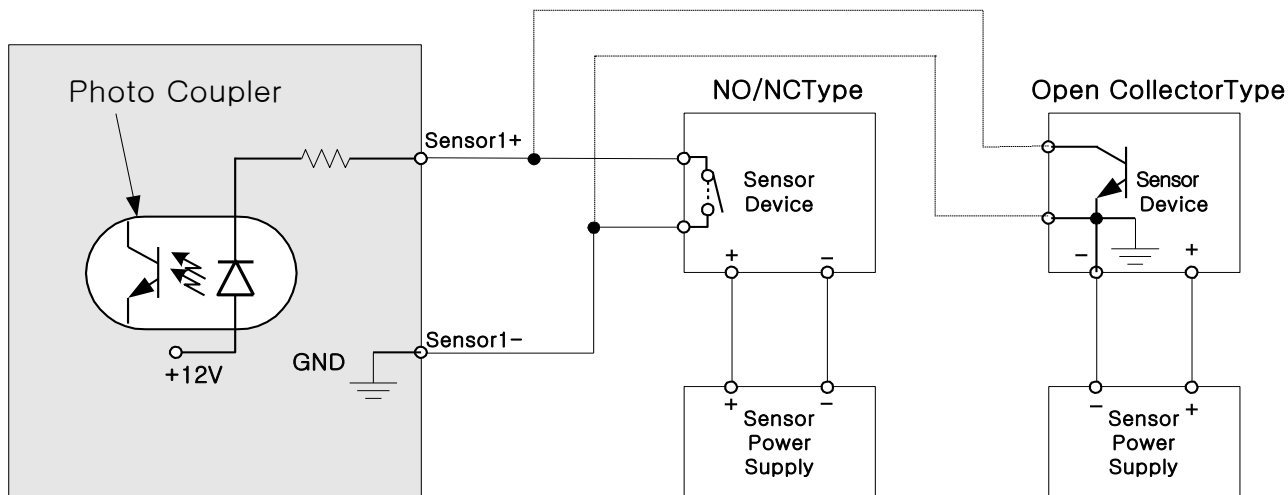 Photo Coupler
Sensor1+
Sensor1-
GND
+12V
NO/NCType
Sensor
Device
+ -
+ -
Sensor
Power
Supply
Open CollectorType
Sensor
Device
- +
- +
Sensor
Power
Supply